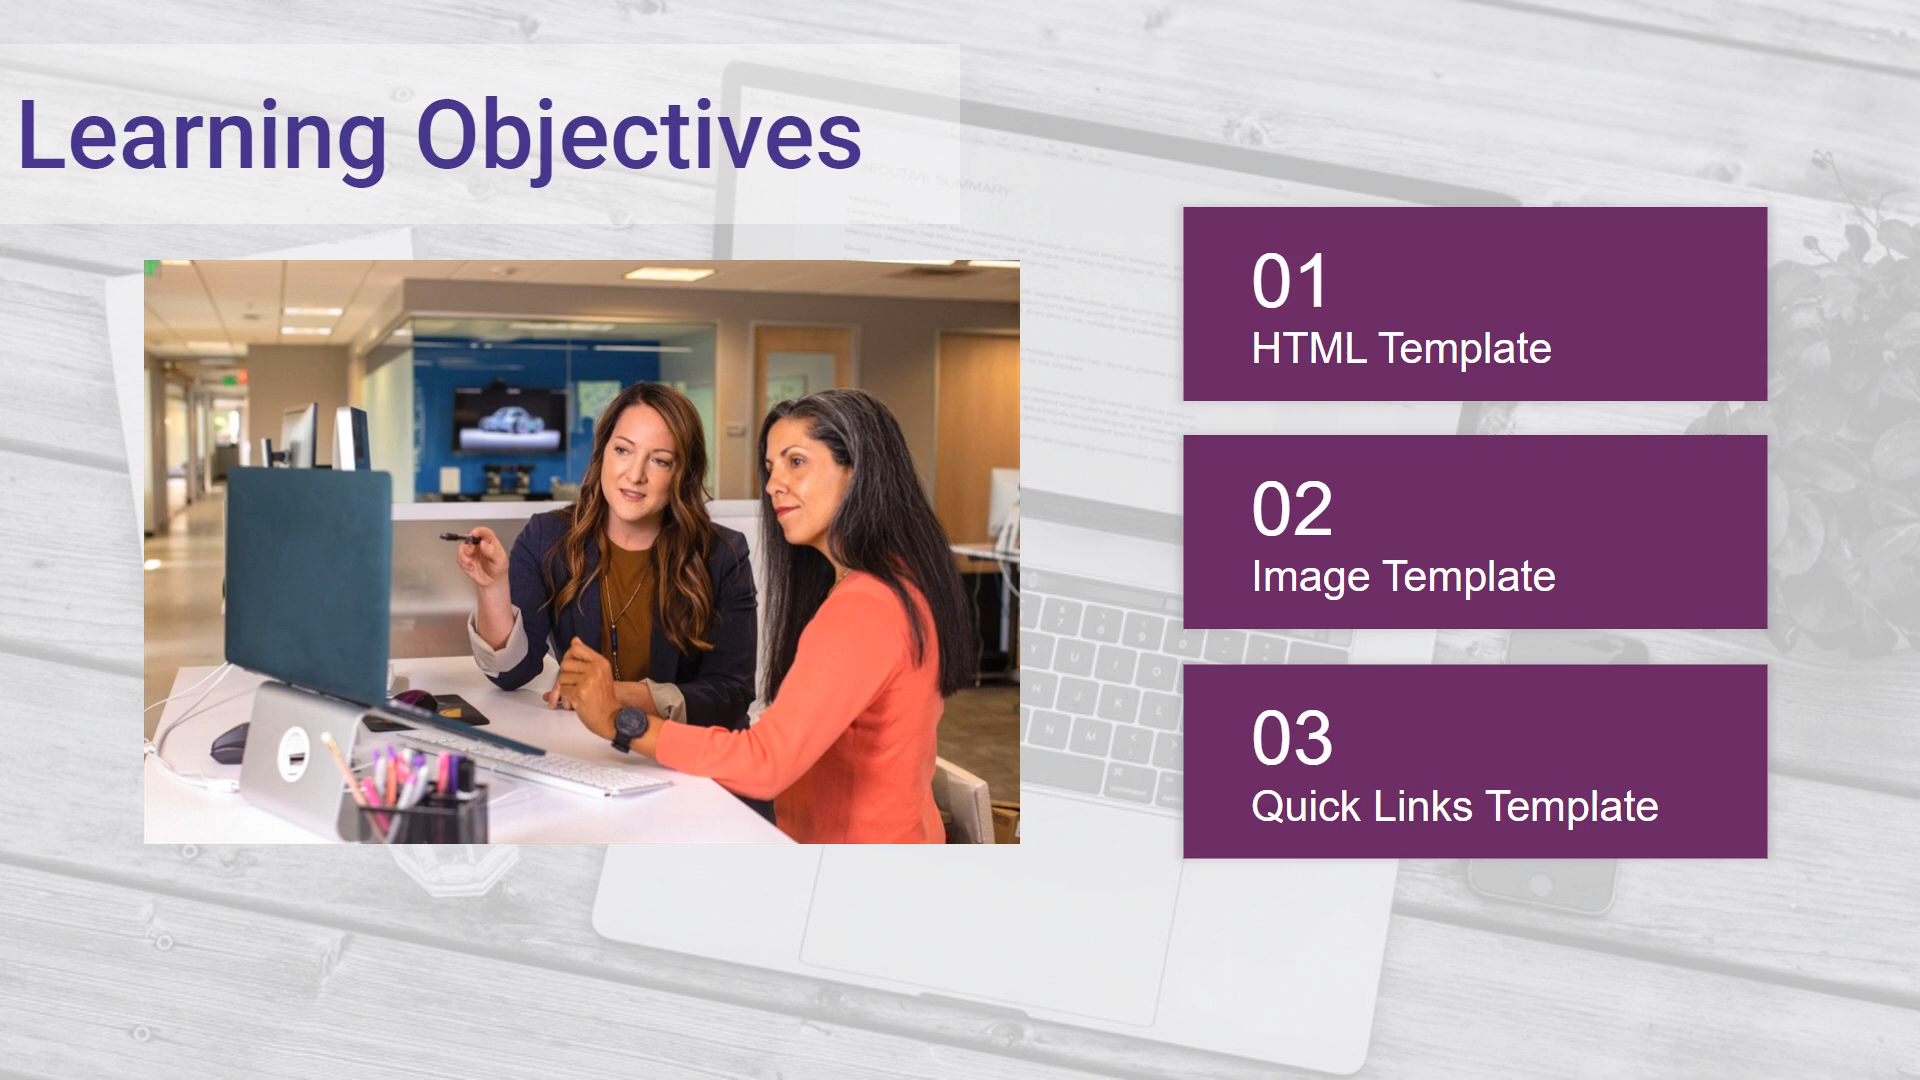 Learning Objectives
01
HTML Template
02
Image Template
03
Quick Links Template